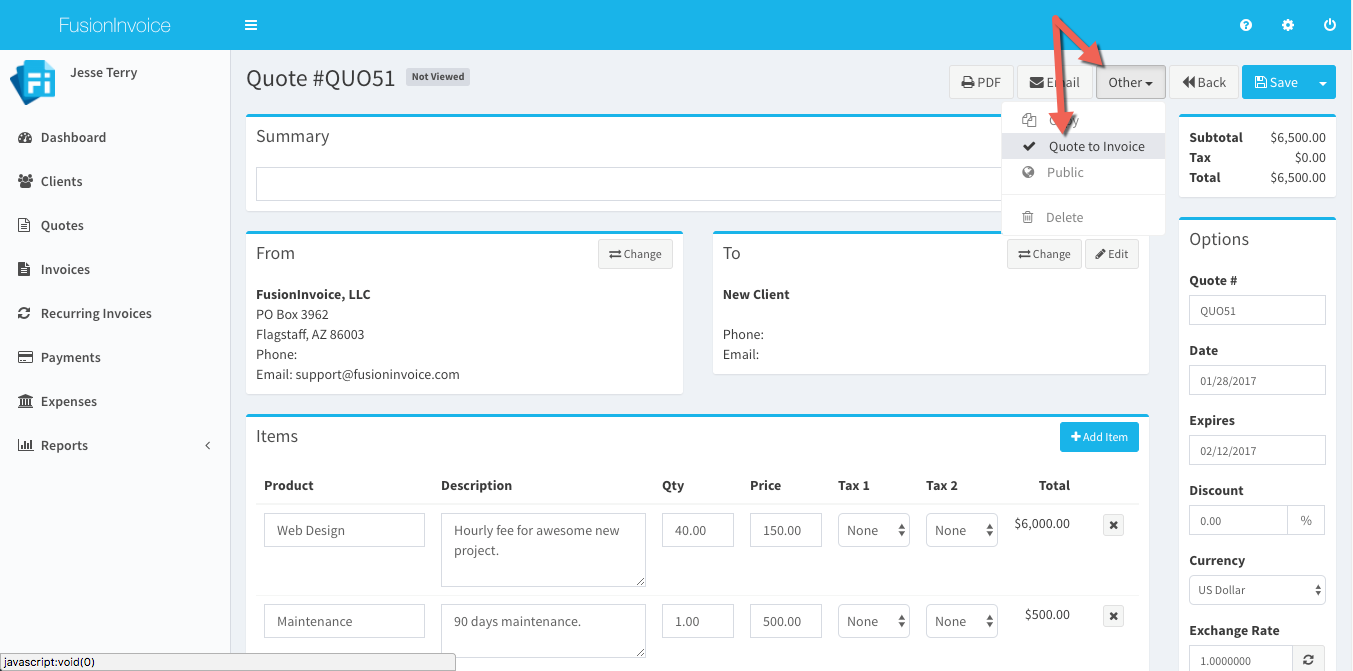 FusionInvoice
Jesse Terry
Dashboard
Clients
Quotes
Invoices
Recurring Invoices
Payments
Expenses
Reports
Quote #QUO51 Not Viewed
PDF Email Other Back Save
Copy
Quote to Invoice
Public
Delete
Summary
Subtotal $6,500.00
Tax $0.00
Total $6,500.00
From Change
FusionInvoice, LLC
PO Box 3962
Flagstaff, AZ 86003
Phone:
Email: support@fusioninvoice.com
To Change Edit
New Client
Phone:
Email:
Items Add Item
Product Description Qty Price Tax 1 Tax 2 Total
Web Design Hourly fee for awesome new 40.00 150.00 None None $6,000.00
project.
Maintenance 90 days maintenance. 1.00 500.00 None None $500.00
Options
Quote #
QUO51
Date
01/28/2017
Expires
02/12/2017
Discount
0.00 %
Currency
US Dollar
Exchange Rate
1.0000000
javascript:void(0)